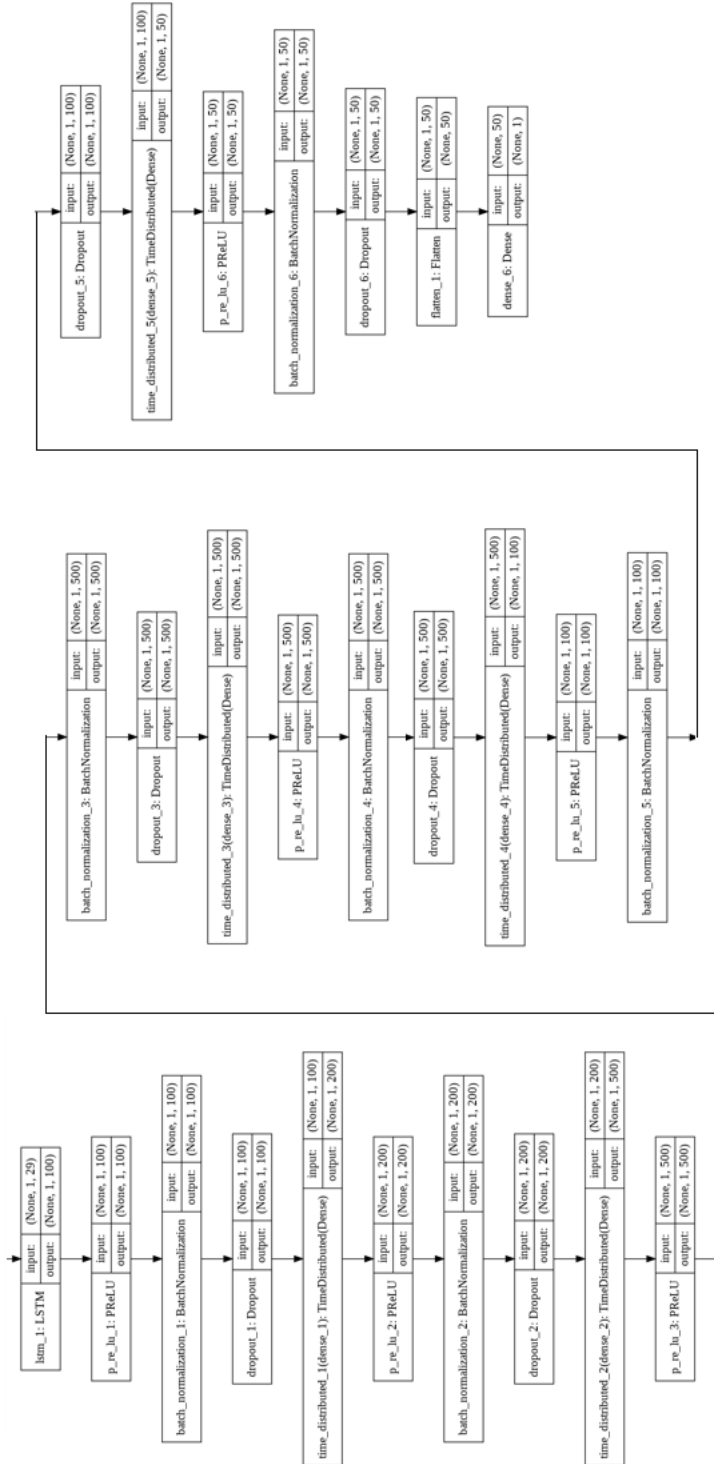 lstm_1: LSTM
input:
(None, 1, 29)
output:
(None, 1, 100)
p_re_lu_1: PReLU
input:
(None, 1, 100)
output:
(None, 1, 100)
batch_normalization_1: BatchNormalization
input:
(None, 1, 100)
output:
(None, 1, 100)
dropout_1: Dropout
input:
(None, 1, 100)
output:
(None, 1, 100)
time_distributed_1(dense_1): TimeDistributed(Dense)
input:
(None, 1, 100)
output:
(None, 1, 200)
p_re_lu_2: PReLU
input:
(None, 1, 200)
output:
(None, 1, 200)
batch_normalization_2: BatchNormalization
input:
(None, 1, 200)
output:
(None, 1, 200)
dropout_2: Dropout
input:
(None, 1, 200)
output:
(None, 1, 200)
time_distributed_2(dense_2): TimeDistributed(Dense)
input:
(None, 1, 200)
output:
(None, 1, 500)
p_re_lu_3: PReLU
input:
(None, 1, 500)
output:
(None, 1, 500)
batch_normalization_3: BatchNormalization
input:
(None, 1, 500)
output:
(None, 1, 500)
dropout_3: Dropout
input:
(None, 1, 500)
output:
(None, 1, 500)
time_distributed_3(dense_3): TimeDistributed(Dense)
input:
(None, 1, 500)
output:
(None, 1, 500)
p_re_lu_4: PReLU
input:
(None, 1, 500)
output:
(None, 1, 500)
batch_normalization_4: BatchNormalization
input:
(None, 1, 500)
output:
(None, 1, 500)
dropout_4: Dropout
input:
(None, 1, 500)
output:
(None, 1, 500)
time_distributed_4(dense_4): TimeDistributed(Dense)
input:
(None, 1, 500)
output:
(None, 1, 100)
p_re_lu_5: PReLU
input:
(None, 1, 100)
output:
(None, 1, 100)
batch_normalization_5: BatchNormalization
input:
(None, 1, 100)
output:
(None, 1, 100)
dropout_5: Dropout
input:
(None, 1, 100)
output:
(None, 1, 100)
time_distributed_5(dense_5): TimeDistributed(Dense)
input:
(None, 1, 100)
output:
(None, 1, 50)
p_re_lu_6: PReLU
input:
(None, 1, 50)
output:
(None, 1, 50)
batch_normalization_6: BatchNormalization
input:
(None, 1, 50)
output:
(None, 1, 50)
dropout_6: Dropout
input:
(None, 1, 50)
output:
(None, 1, 50)
flatten_1: Flatten
input:
(None, 1, 50)
output:
(None, 50)
dense_6: Dense
input:
(None, 50)
output:
(None, 1)